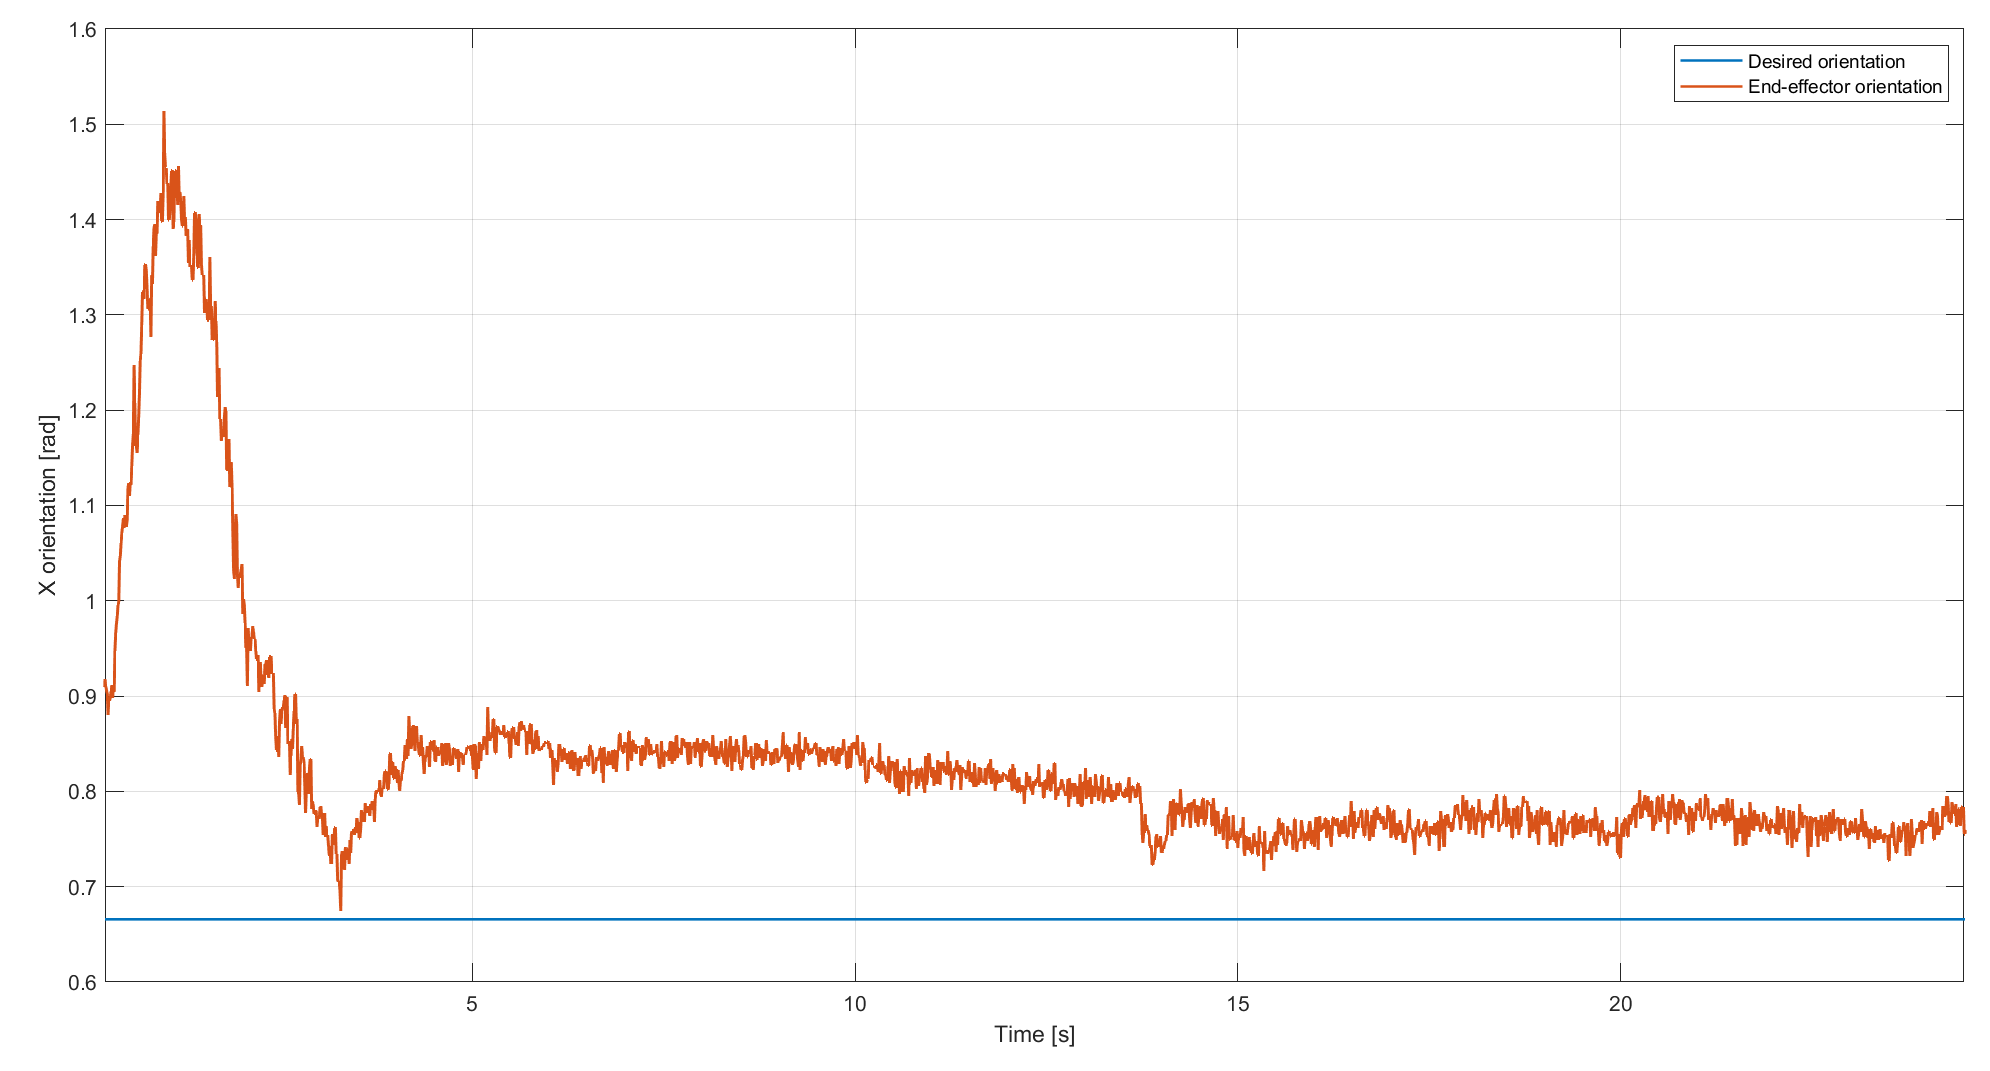 1.6
1.5
1.4
1.3
1.2
1.1
1
0.9
0.8
0.7
0.6
X orientation [rad]
Desired orientation
End-effector orientation
5 10 15 20
Time [s]